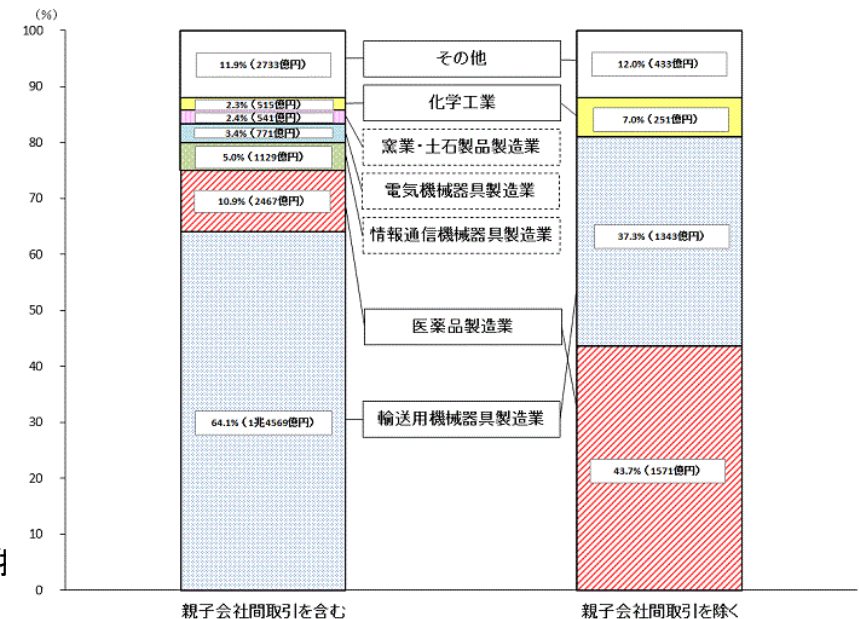 (%)
100
90
80
70
60
50
40
30
20
10
0
11.9%(2733億円)
2.3%(515億円)
2.4%(541億円)
3.4%(771億円)
5.0%(1129億円)
10.9%(2467億円)
64.1%(1兆4569億円)
その他
化学工業
窯業・土石製品製造業
電気機械器具製造業
情報通信機械器具製造業
医薬品製造業
輸送用機械器具製造業
12.0%(433億円)
7.0%(251億円)
37.3%(1343億円)
43.7%(1571億円)
親子会社間取引を含む
親子会社間取引を除く